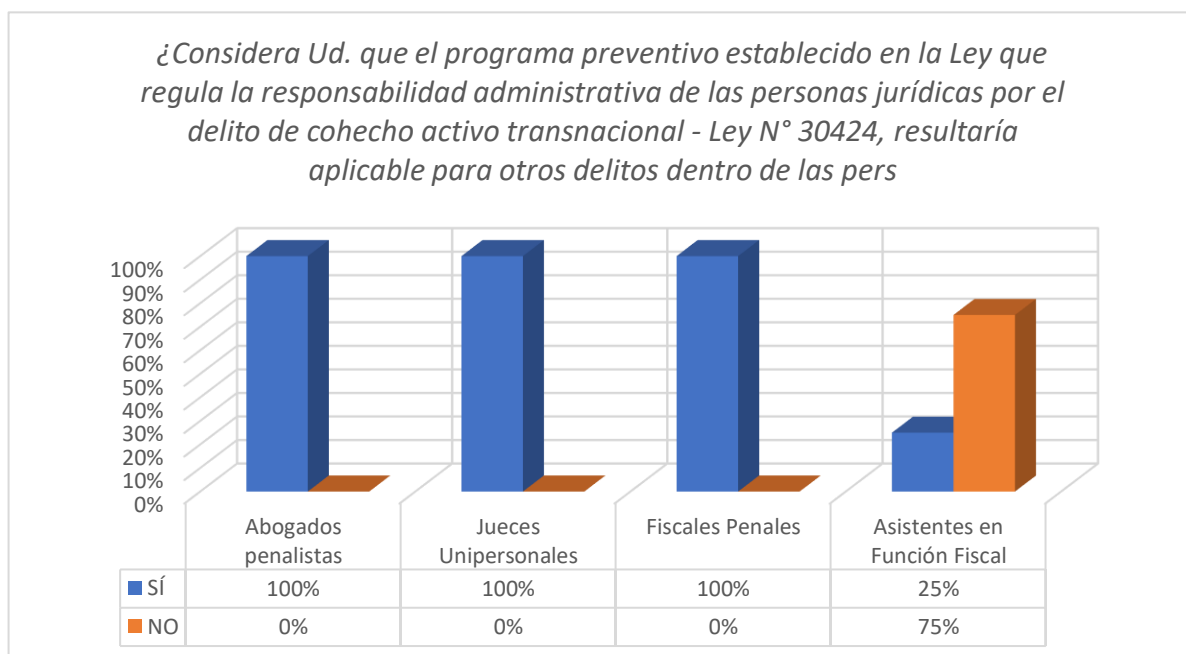 ¿Considera Ud. que el programa preventivo establecido en la Ley que
regula la responsabilidad administrativa de las personas jurídicas por el
delito de cohecho activo transnacional - Ley N° 30424, resultaría
aplicable para otros delitos dentro de las pers
100%
90%
80%
70%
60%
50%
40%
30%
20%
10%
0%
Abogados
penalistas
Jueces
Unipersonales
Fiscales Penales
Asistentes en
Función Fiscal
SÍ 100% 100% 100% 25%
NO 0% 0% 0% 75%